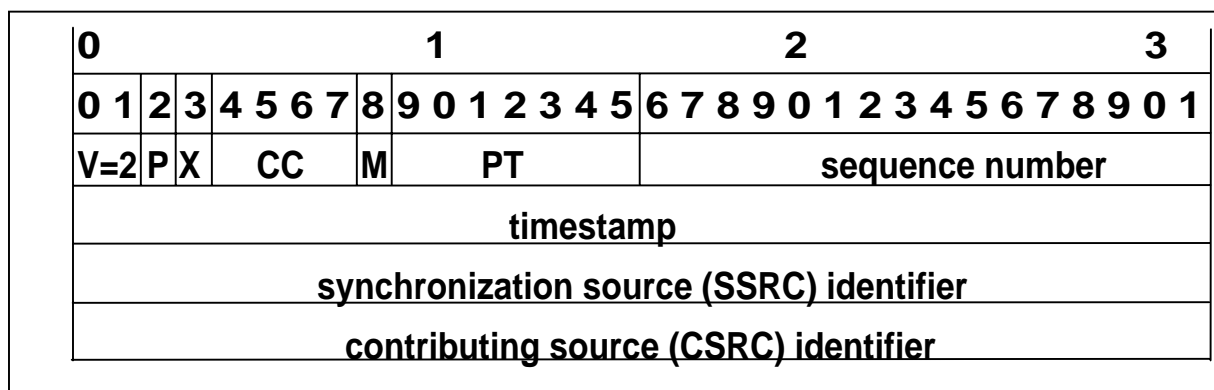 0 1 2 3
0 1 2 3 4 5 6 7 8 9 0 1 2 3 4 5 6 7 8 9 0 1 2 3 4 5 6 7 8 9 0 1
V=2 P X CC M PT sequence number
timestamp
synchronization source (SSRC) identifier
contributing source (CSRC) identifier